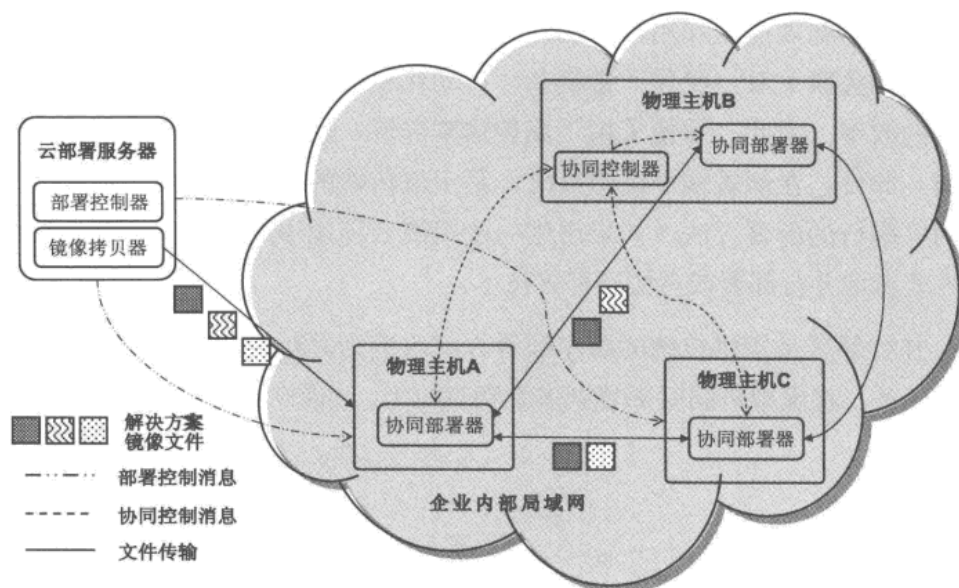 云部署服务器
部署控制器
镜像拷贝器
物理主机B
协同控制器
协同部署器
物理主机A
协同部署器
物理主机C
协同部署器
企业内部局域网
解决方案
镜像文件
部署控制消息
协同控制消息
文件传输